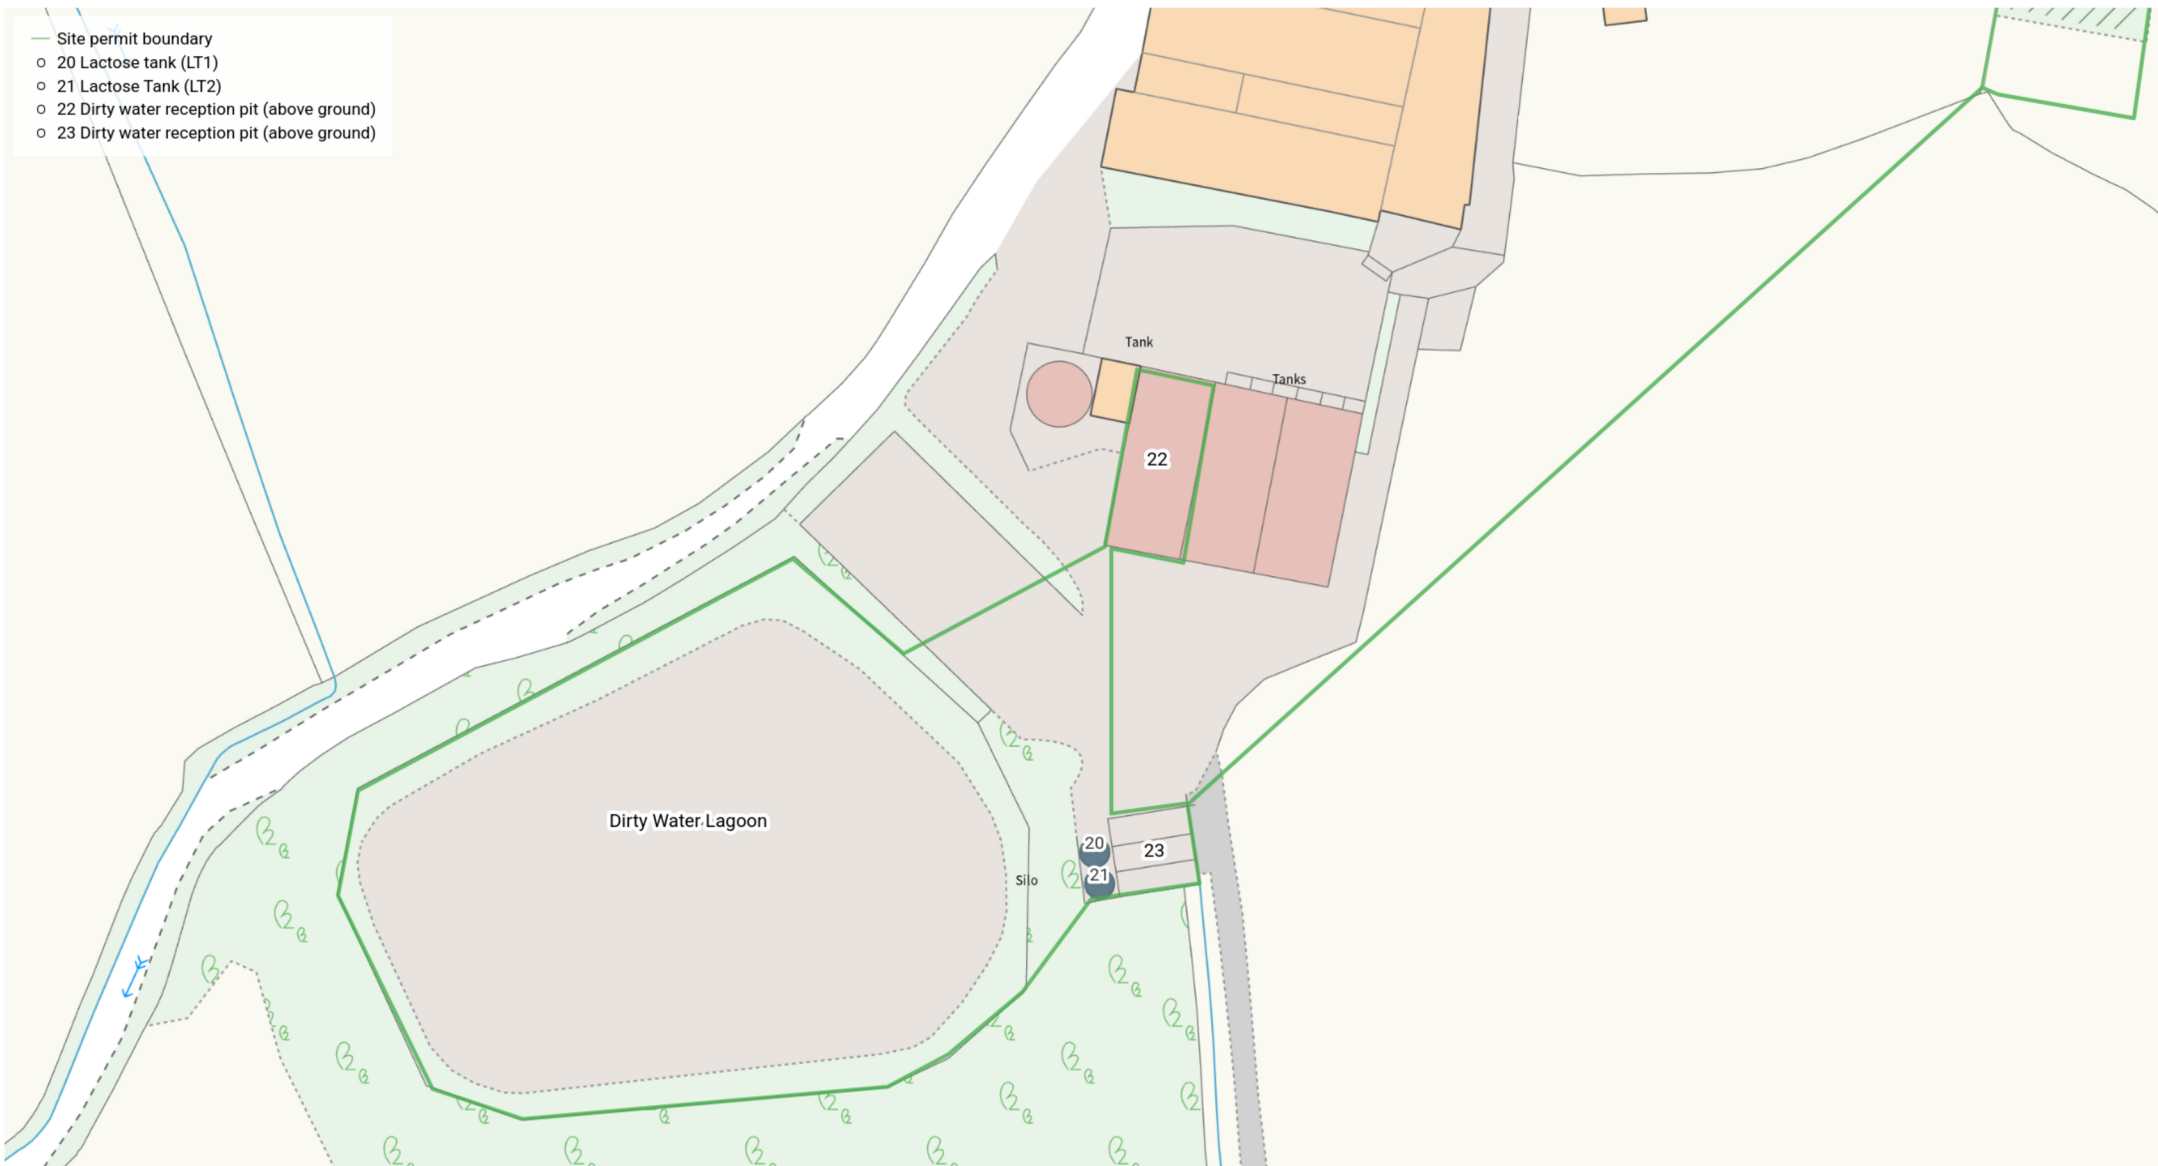 Site permit boundary
20 Lactose tank (LT1)
21 Lactose Tank (LT2)
22 Dirty water reception pit (above ground)
23 Dirty water reception pit (above ground)
Tank
Tanks
22
Dirty Water Lagoon
20
23
21
Silo